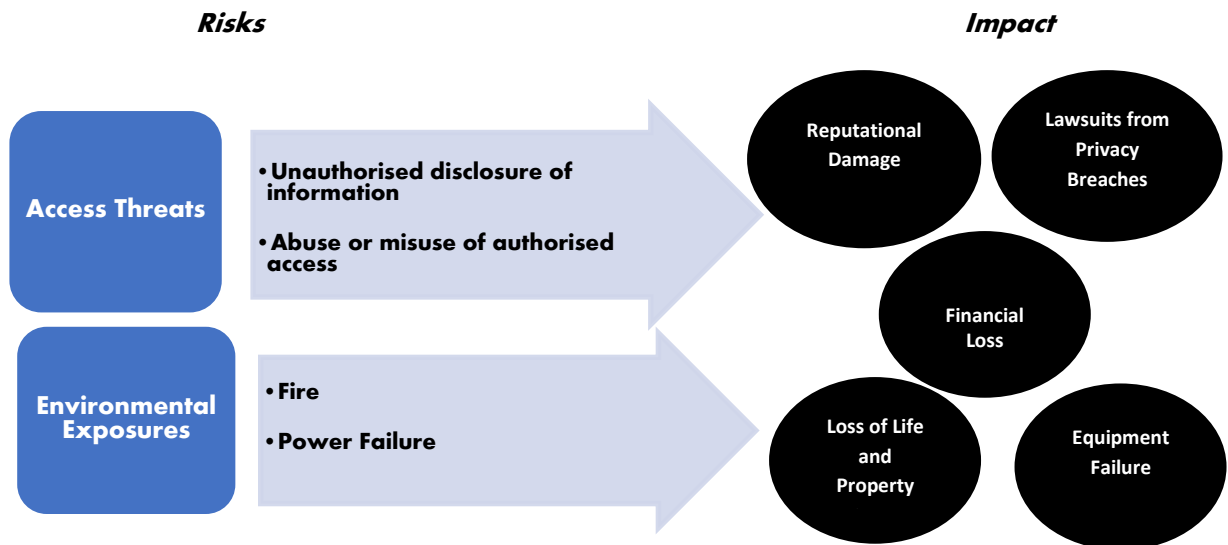 Risks
Impact
Access Threats
•Unauthorised disclosure of
information
•Abuse or misuse of authorised
access
Reputational
Damage
Lawsuits from
Privacy
Breaches
Financial
Loss
Environmental
Exposures
•Fire
•Power Failure
Loss of Life
and
Property
Equipment
Failure